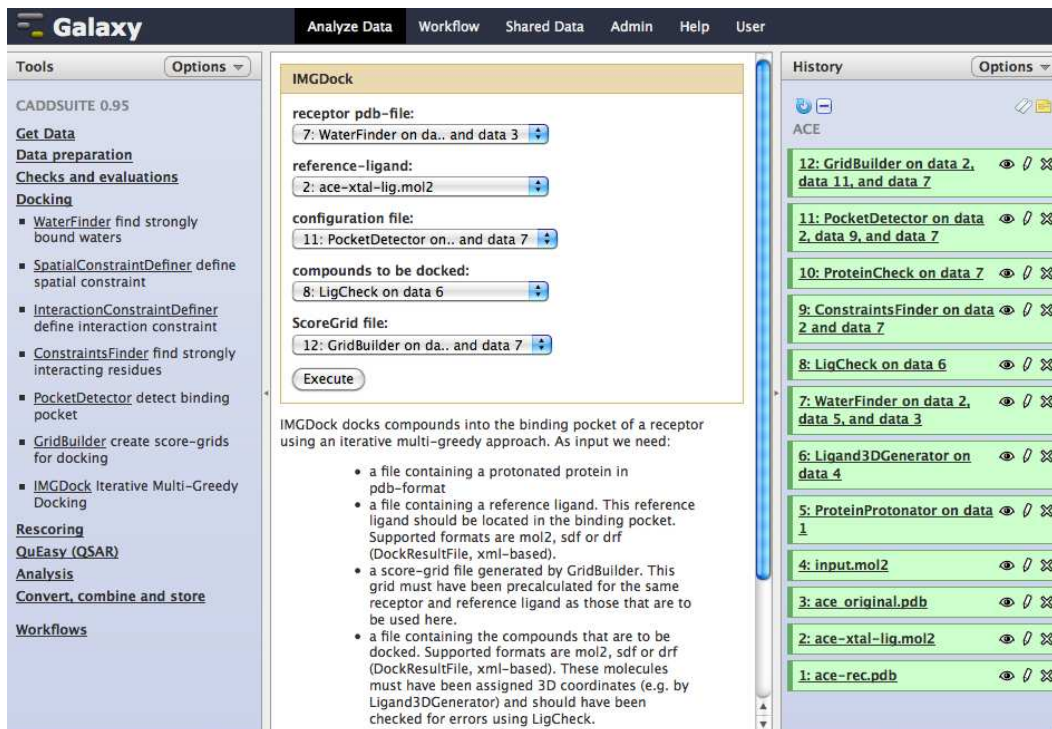 Galaxy
Analyze Data Workflow Shared Data Admin Help User
Tools Options
CADDSUITE 0.95
Get Data
Data preparation
Checks and evaluations
Docking
WaterFinder find strongly
bound waters
SpatialConstraintDefiner define
spatial constraint
InteractionConstraintDefiner
define interaction constraint
ConstraintsFinder find strongly
interacting residues
PocketDetector detect binding
pocket
GridBuilder create score-grids
for docking
IMGDock Iterative Multi-Greedy
Docking
Rescoring
QuEasy (QSAR)
Analysis
Convert, combine and store
Workflows
IMGDock
receptor pdb-file:
7: WaterFinder on da.. and data 3
reference-ligand:
2: ace-xtal-lig.mol2
configuration file:
11: PocketDetector on.. and data 7
compounds to be docked:
8: LigCheck on data 6
ScoreGrid file:
12: GridBuilder on da.. and data 7
Execute
IMGDock docks compounds into the binding pocket of a receptor
using an iterative multi-greedy approach. As input we need:
• a file containing a protonated protein in
pdb-format
• a file containing a reference ligand. This reference
ligand should be located in the binding pocket.
Supported formats are mol2, sdf or drf
(DockResultFile, xml-based).
• a score-grid file generated by GridBuilder. This
grid must have been precalculated for the same
receptor and reference ligand as those that are to
be used here.
• a file containing the compounds that are to be
docked. Supported formats are mol2, sdf or drf
(DockResultFile, xml-based). These molecules
must have been assigned 3D coordinates (e.g. by
Ligand3DGenerator) and should have been
checked for errors using LigCheck.
History Options
ACE
12: GridBuilder on data 2,
data 11, and data 7
11: PocketDetector on data
2, data 9, and data 7
10: ProteinCheck on data 7
9: ConstraintsFinder on data
2 and data 7
8: LigCheck on data 6
7: WaterFinder on data 2,
data 5, and data 3
6: Ligand3DGenerator on
data 4
5: ProteinProtonator on data
1
4: input.mol2
3: ace_original.pdb
2: ace-xtal-lig.mol2
1: ace-rec.pdb